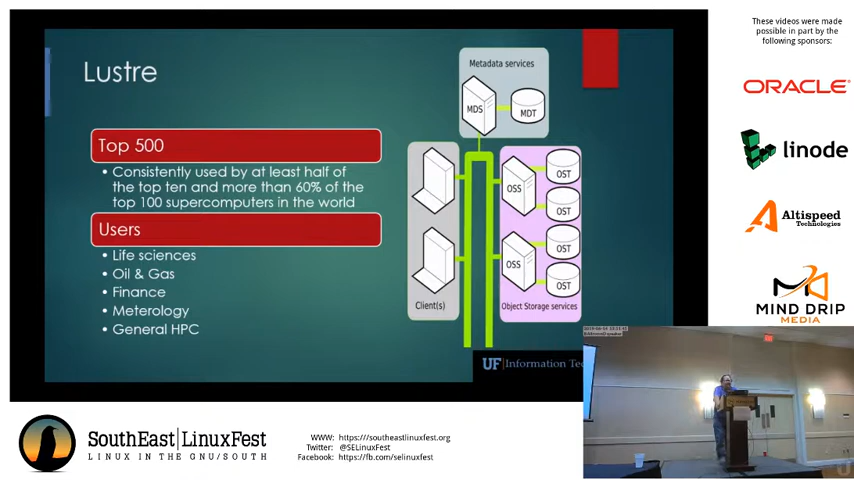 Lustre
Top 500
• Consistently used by at least half of
the top ten and more than 60% of the
top 100 supercomputers in the world
Users
• Life sciences
• Oil & Gas
• Finance
• Meterology
• General HPC
Metadata services
MDS
MDT
OSS
OST
OST
OSS
OST
OST
Client(s)
Object Storage services
UF Information Tec
These videos were made
possible in part by the
following sponsors:
ORACLE
linode
Altispeed
Technologies
MIND DRIP
MEDIA
SouthEast|LinuxFest
LINUX IN THE GNU/SOUTH
WWW: https://southeastlinuxfest.org
Twitter: @SELinuxFest
Facebook: https://fb.com/selinuxfest